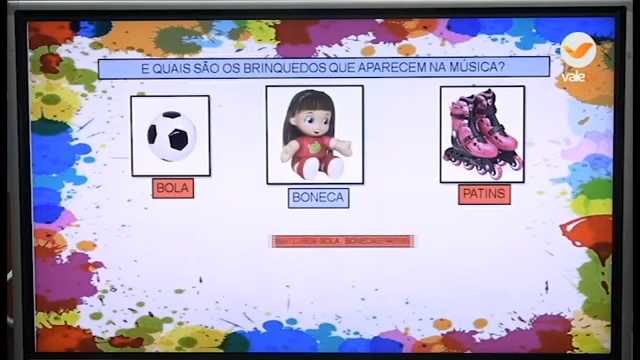 E QUAIS SÃO OS BRINQUEDOS QUE APARECEM NA MÚSICA?
vale
BOLA
BONECA
PATINS
BOLA, BONECA E PATINS